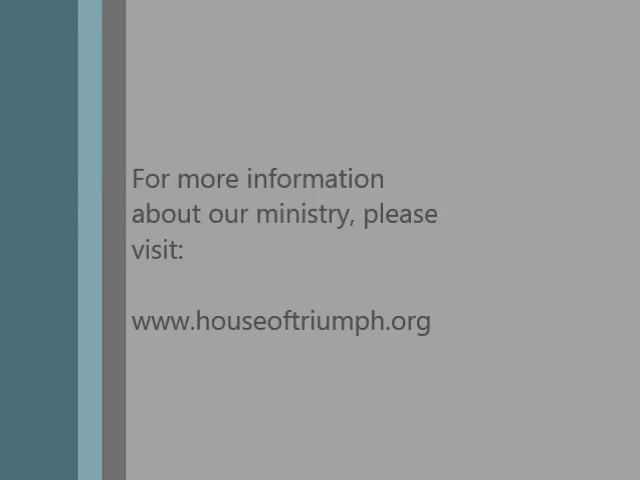 For more information
about our ministry, please
visit:
www.houseoftriumph.org